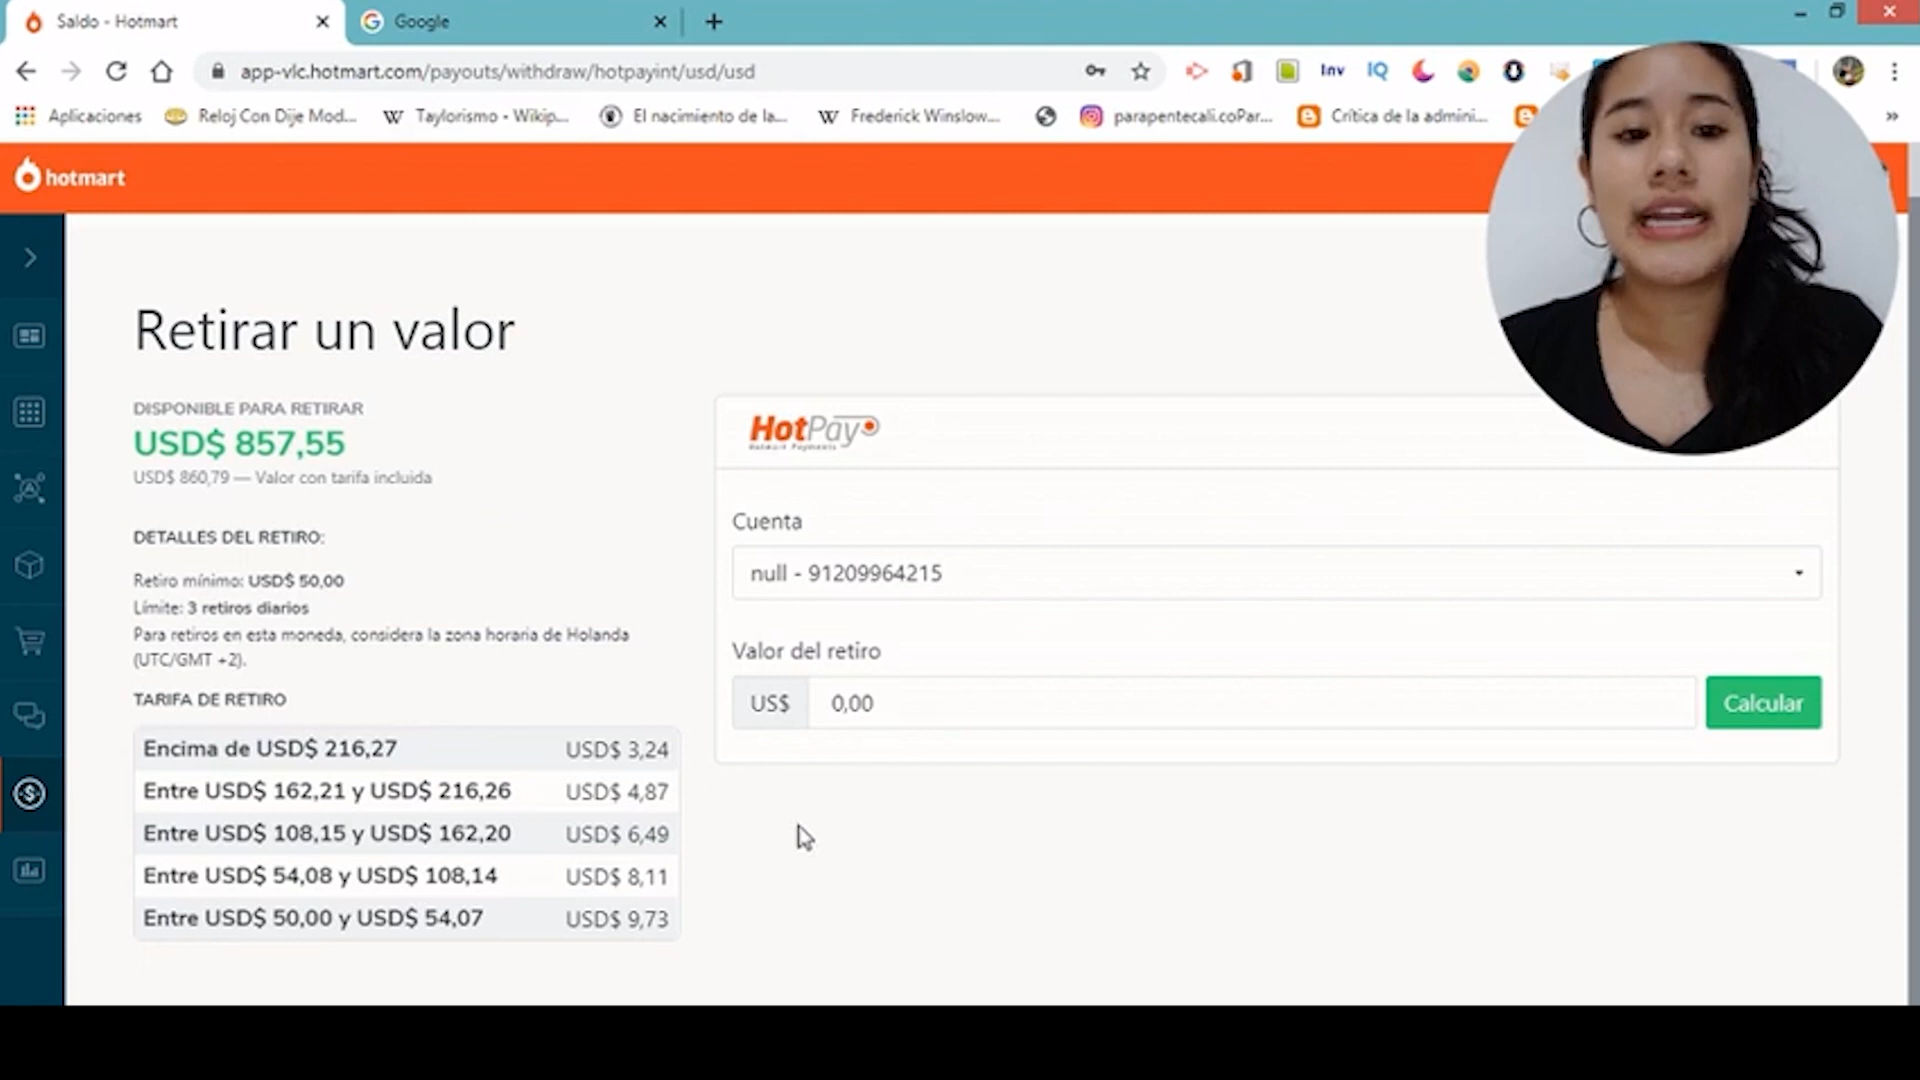 Saldo - Hotmart
Google
app-vlc.hotmart.com/payouts/withdraw/hotpayint/usd/usd
Inv
IQ
Aplicaciones
Reloj Con Dije Mod...
Taylorismo - Wikip...
El nacimiento de la...
Frederick Winslow...
parapentecali.coPar...
Crítica de la admini...
hotmart
Retirar un valor
DISPONIBLE PARA RETIRAR
USD$ 857,55
USD$ 860,79 — Valor con tarifa incluida
DETALLES DEL RETIRO:
Retiro mínimo: USD$ 50,00
Límite: 3 retiros diarios
Para retiros en esta moneda, considera la zona horaria de Holanda
(UTC/GMT +2).
TARIFA DE RETIRO
Encima de USD$ 216,27 USD$ 3,24
Entre USD$ 162,21 y USD$ 216,26 USD$ 4,87
Entre USD$ 108,15 y USD$ 162,20 USD$ 6,49
Entre USD$ 54,08 y USD$ 108,14 USD$ 8,11
Entre USD$ 50,00 y USD$ 54,07 USD$ 9,73
HotPay
Hotmart Payments
Cuenta
null - 91209964215
Valor del retiro
US$ 0,00
Calcular